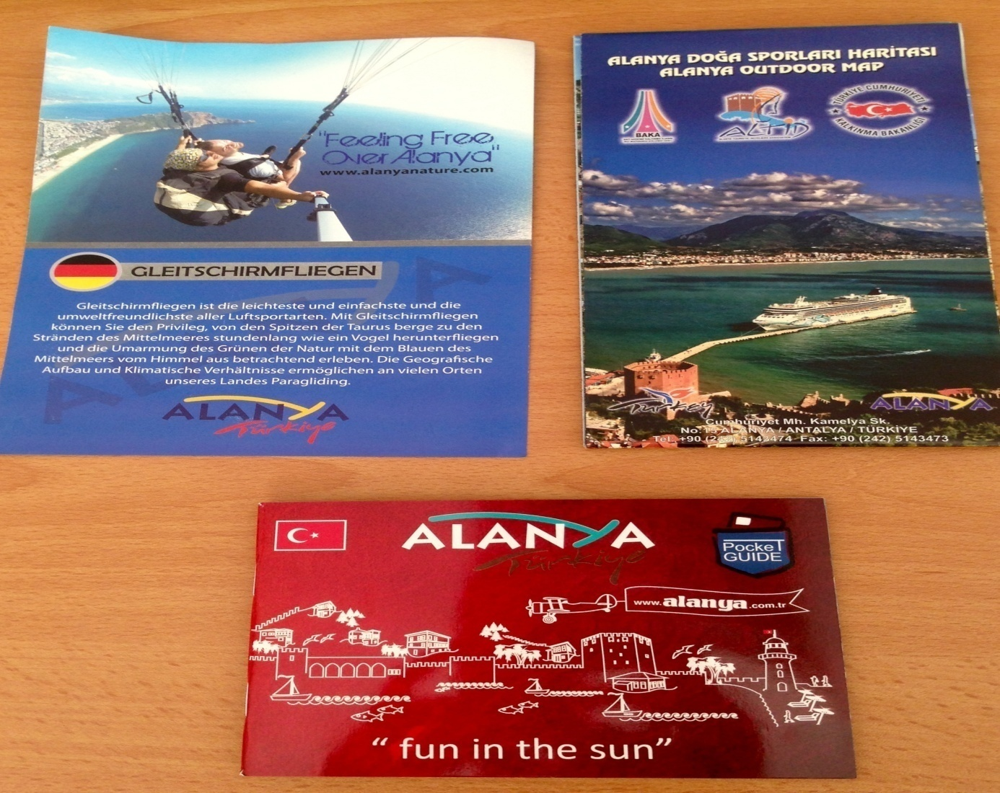 "Feeling Free
Over Alanya"
www.alanyanature.com
GLEITSCHIRMFLIEGEN
Gleitschirmfliegen ist die leichteste und einfachste und die
umweltfreundlichste aller Luftsportarten. Mit Gleitschirmfliegen
können Sie den Privileg, von den Spitzen der Taurus berge zu den
Stränden des Mittelmeeres stundenlang wie ein Vogel herunterfliegen
und die Umarmung des Grünen der Natur mit dem Blauen des
Mittelmeers vom Himmel aus betrachtend erleben. Die Geografische
Aufbau und Klimatische Verhältnisse ermöglichen an vielen Orten
unseres Landes Paragliding.
ALANYA
Türkiye
ALANYA DOĞA SPORLARI HARİTASI
ALANYA OUTDOOR MAP
BAKA
ALTİD
TÜRKİYE CUMHURİYETİ
KALKINMA BAKANLIĞI
Turkey
ALANYA
Cumhuriyet Mh. Kamelya Sk.
No:15 ALANYA / ANTALYA / TÜRKİYE
Tel. +90 (242) 5143474 Fax: +90 (242) 5143473
ALANYA
Türkiye
PockeT
GUIDE
www.alanya.com.tr
" fun in the sun"